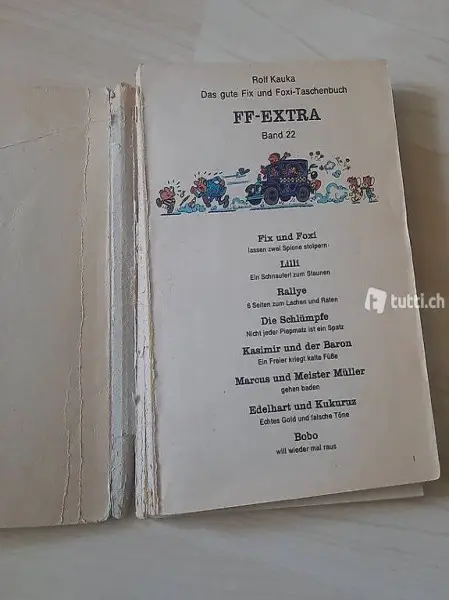 Rolf Kauka
Das gute Fix und Foxi-Taschenbuch
FF-EXTRA
Band 22
Fix und Foxi
lassen zwei Spione stolpern
Lilli
Ein Schnauferl zum Staunen
Rallye
6 Seiten zum Lachen und Raten
Die Schlümpfe
Nicht jeder Piepmatz ist ein Spatz
Kasimir und der Baron
Ein Freier kriegt kalte Füße
Marcus und Meister Müller
gehen baden
Edelhart und Kukuruz
Echtes Gold und falsche Töne
Bobo
will wieder mal raus
1
tutti.ch